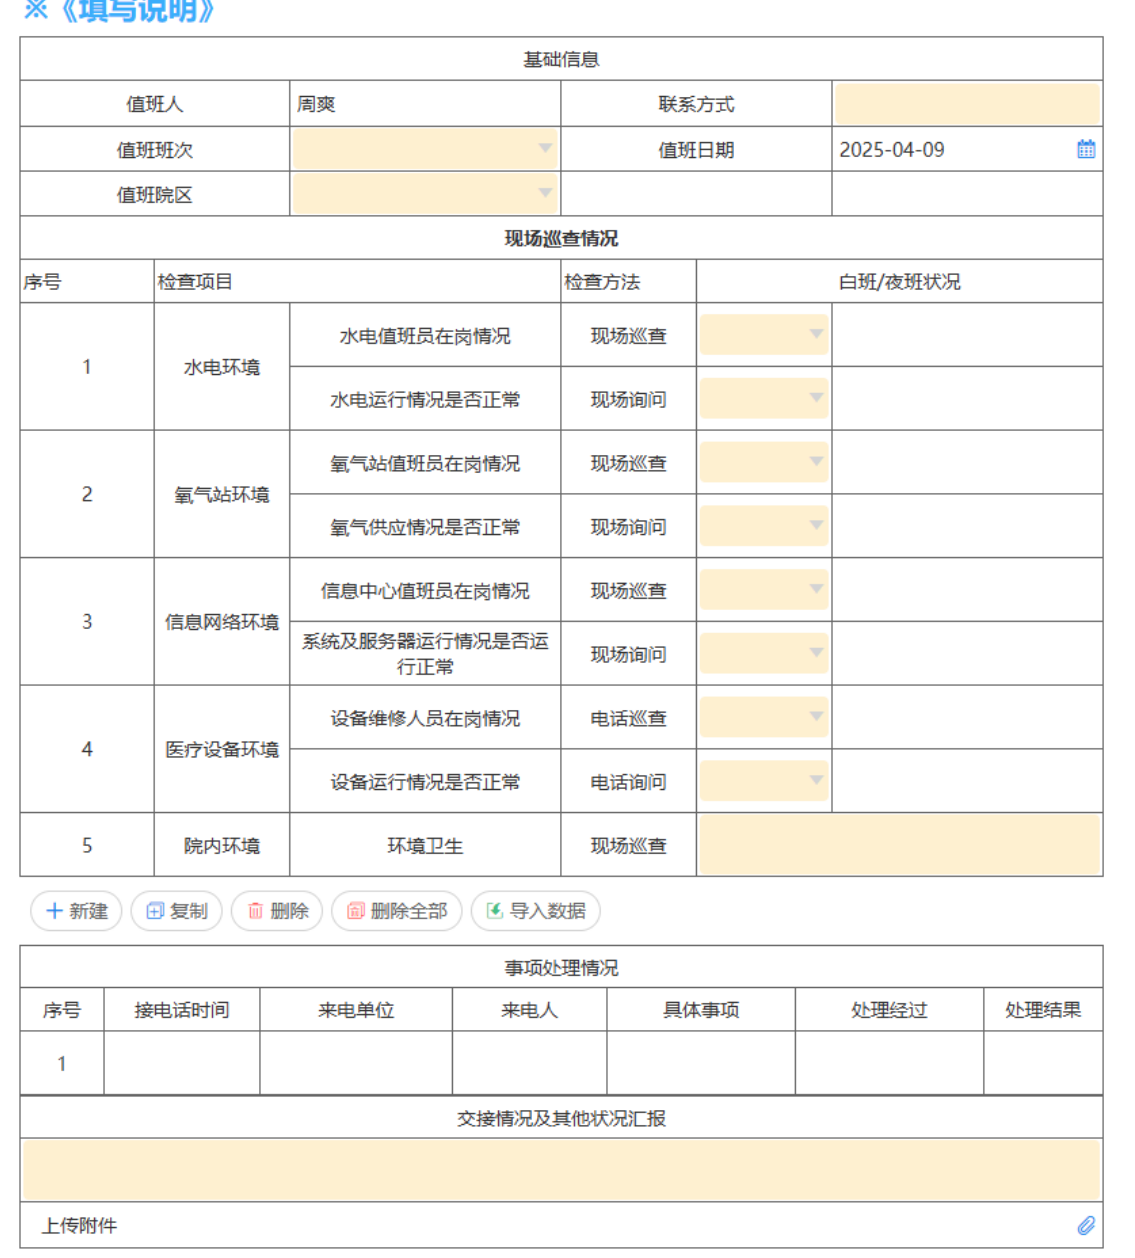 ※《填写说明》
基础信息
值班人 周爽 联系方式
值班班次 值班日期 2025-04-09
值班院区
现场巡查情况
序号 检查项目 检查方法 白班/夜班状况
1 水电环境 水电值班员在岗情况 现场巡查
水电运行情况是否正常 现场询问
2 氧气站环境 氧气站值班员在岗情况 现场巡查
氧气供应情况是否正常 现场询问
3 信息网络环境 信息中心值班员在岗情况 现场巡查
系统及服务器运行情况是否运
行正常 现场询问
4 医疗设备环境 设备维修人员在岗情况 电话巡查
设备运行情况是否正常 电话询问
5 院内环境 环境卫生 现场巡查
新建 复制 删除 删除全部 导入数据
事项处理情况
序号 接电话时间 来电单位 来电人 具体事项 处理经过 处理结果
1
交接情况及其他状况汇报
上传附件